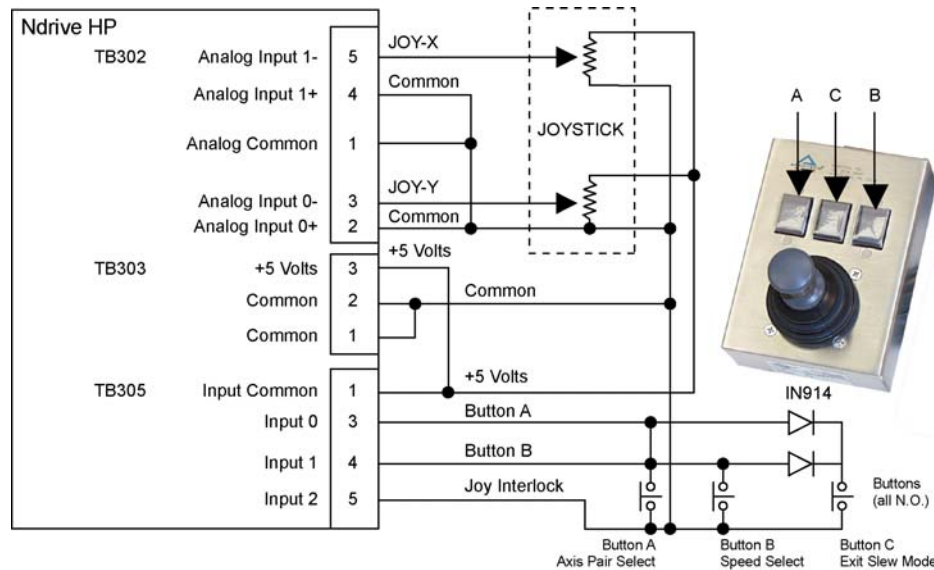 Ndrive HP
TB302
Analog Input 1-
5
JOY-X
Analog Input 1+
4
Common
Analog Common
1
JOYSTICK
Analog Input 0-
3
JOY-Y
Analog Input 0+
2
Common
+5 Volts
TB303
+5 Volts
3
Common
2
Common
Common
1
+5 Volts
TB305
Input Common
1
Input 0
3
Button A
Input 1
4
Button B
Input 2
5
Joy Interlock
A
C
B
IN914
Buttons
(all N.O.)
Button A
Axis Pair Select
Button B
Speed Select
Button C
Exit Slew Mode